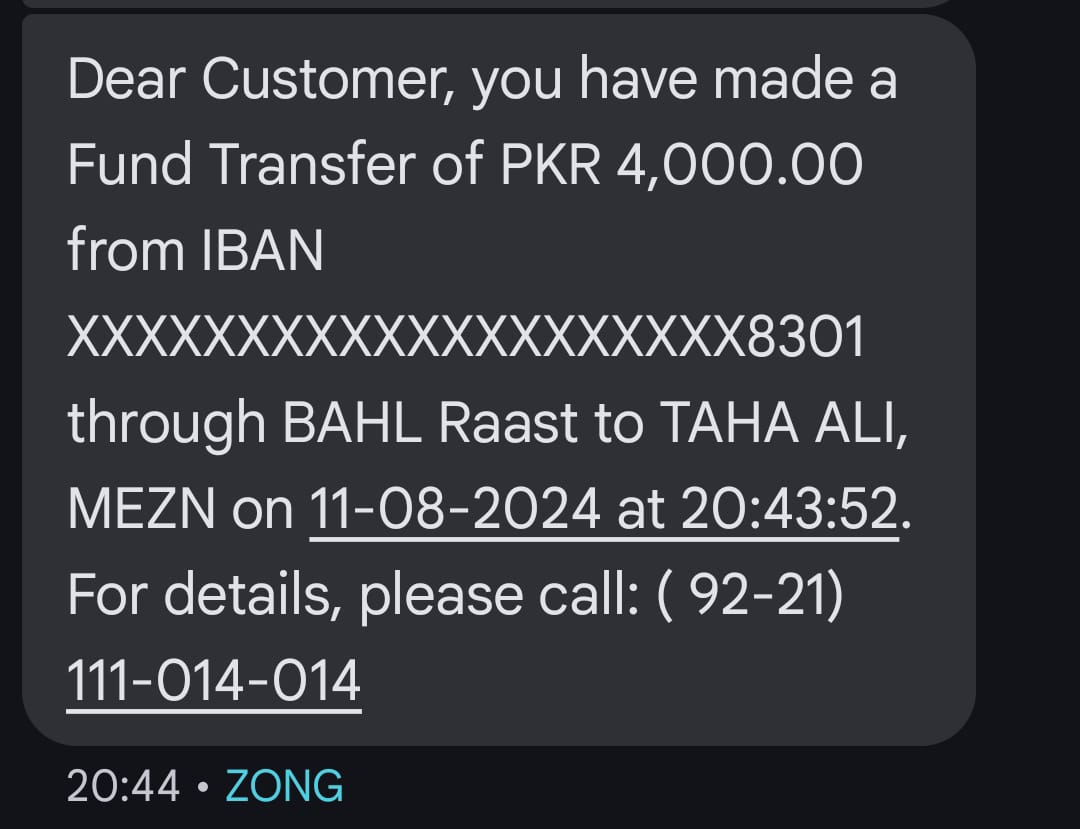 Dear Customer, you have made a
Fund Transfer of PKR 4,000.00
from IBAN
XXXXXXXXXXXXXXXXXXXX8301
through BAHL Raast to TAHA ALI,
MEZN on 11-08-2024 at 20:43:52.
For details, please call: ( 92-21)
111-014-014
20:44 • ZONG